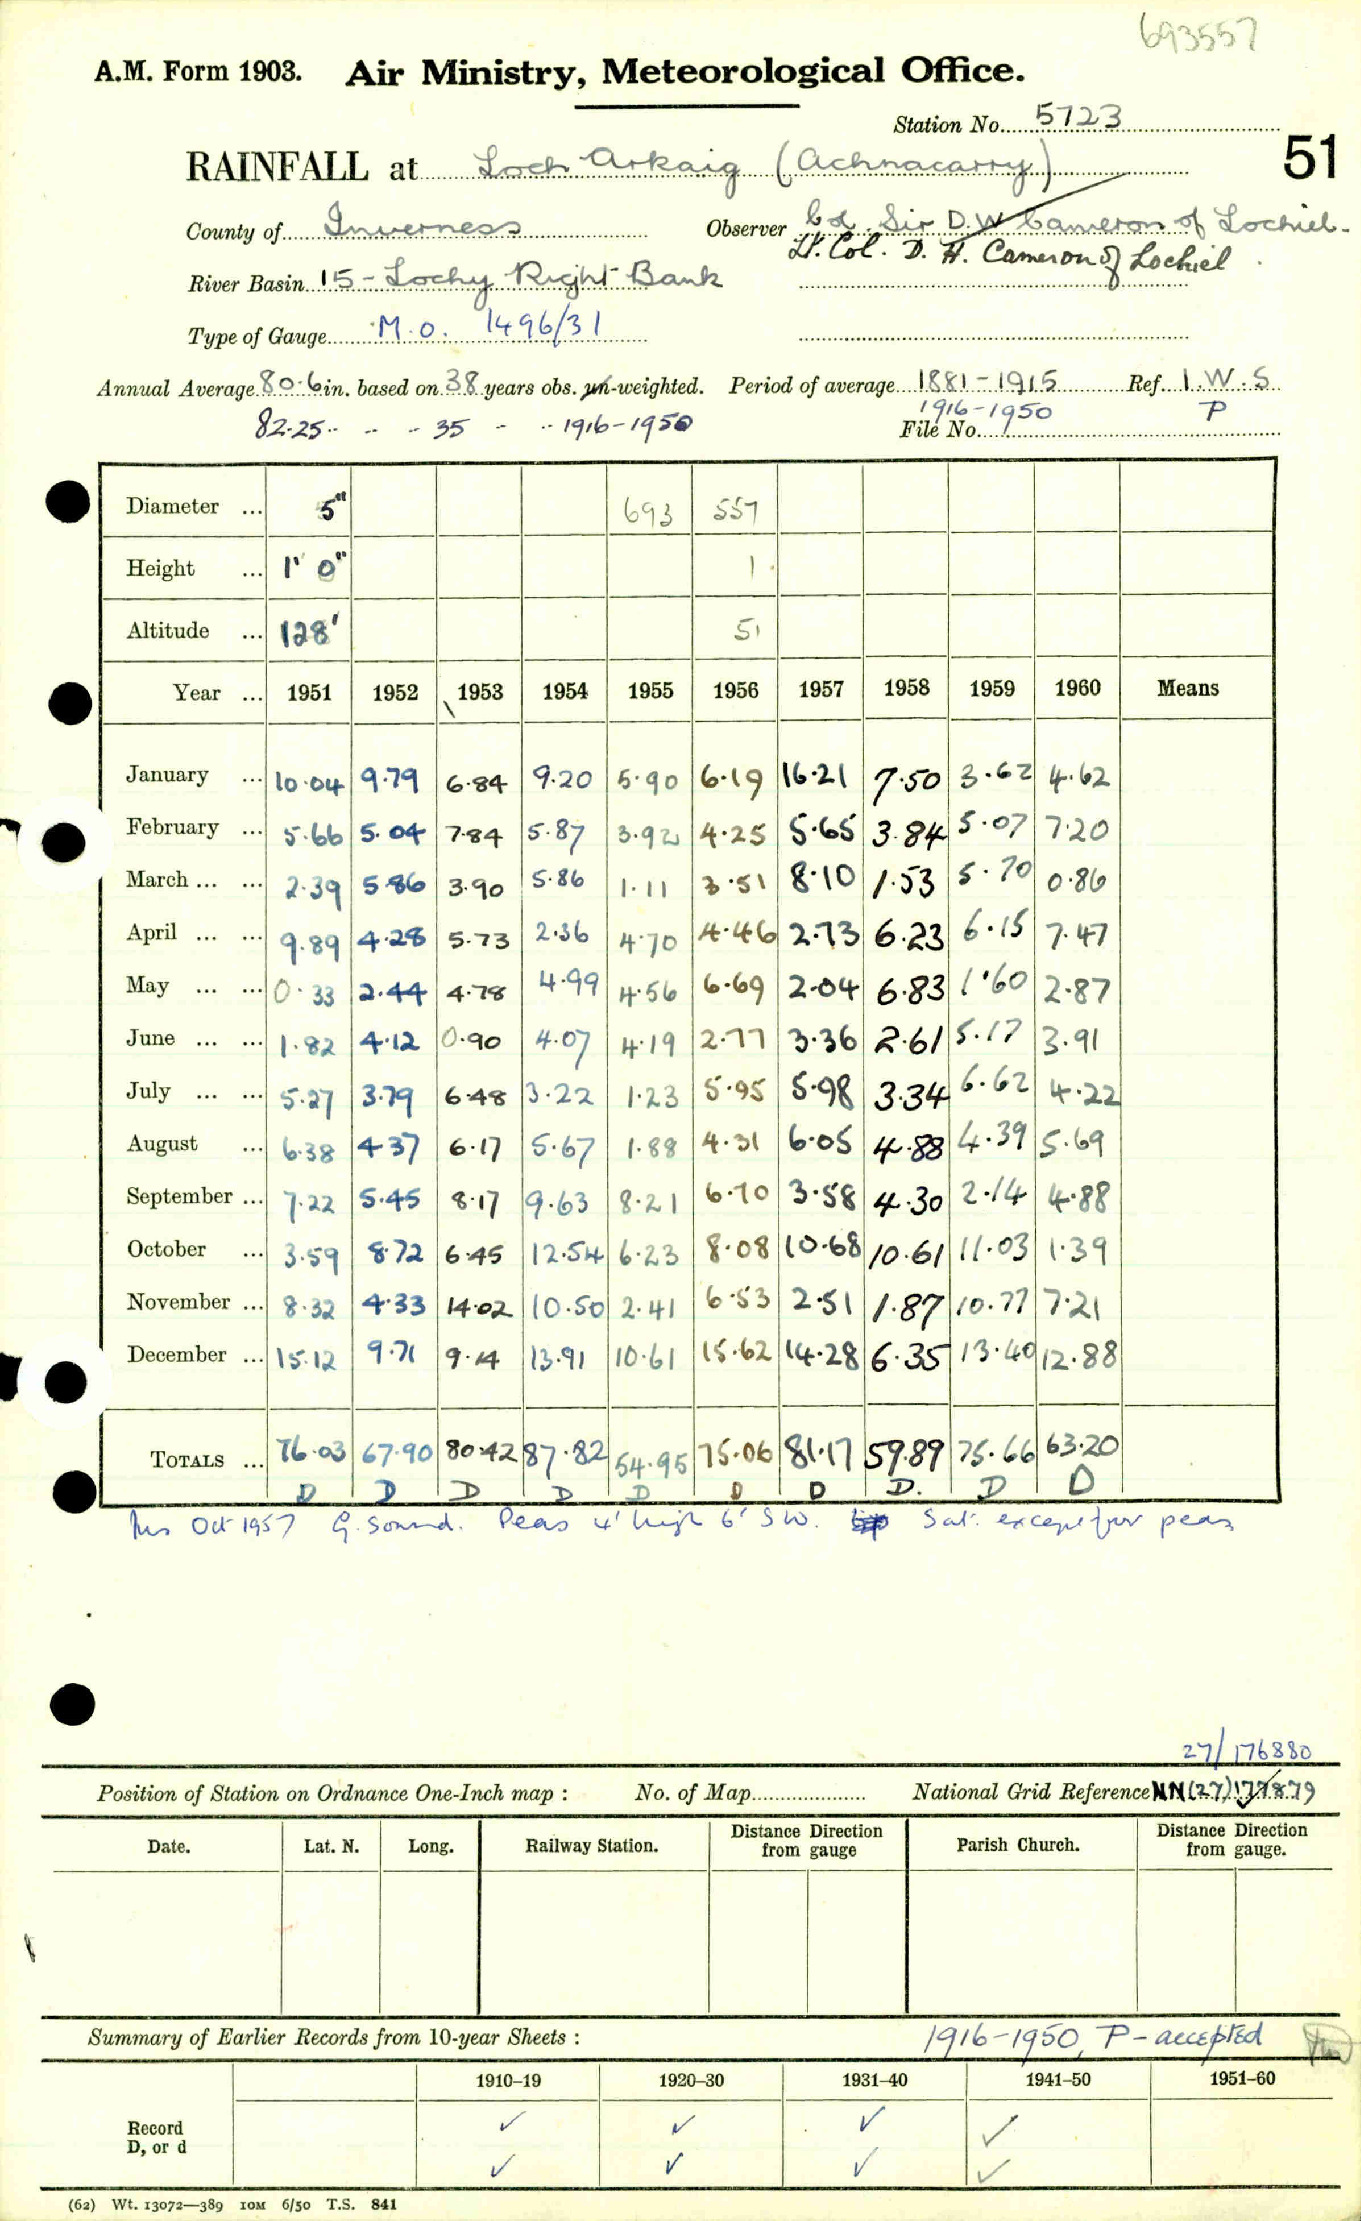 693557
A.M. Form 1903. Air Ministry, Meteorological Office.
Station No. 5723
RAINFALL at Loch Arkaig (Achnacarry) 51
County of Inverness Observer Col Sir D.W Cameron of Lochiel.
Lt. Col. D. H. Cameron of Lochiel
River Basin 15 - Lochy Right Bank
Type of Gauge M.O. 1496/31
Annual Average 80.6 in. based on 38 years obs. un-weighted. Period of average 1881-1915 Ref. I.W.S
82.25 .. - - 35 - .. 1916-1950 1916-1950 P
File No.
Diameter ... 5" 693 557
Height ... 1' 0" 1
Altitude ... 128' 51
Year ... 1951 1952 1953 1954 1955 1956 1957 1958 1959 1960 Means
January ... 10.04 9.79 6.84 9.20 5.90 6.19 16.21 7.50 3.62 4.62
February ... 5.66 5.04 7.84 5.87 3.92 4.25 5.65 3.84 5.07 7.20
March ... ... 2.39 5.86 3.90 5.86 1.11 3.51 8.10 1.53 5.70 0.86
April ... ... 9.89 4.28 5.73 2.36 4.70 4.46 2.73 6.23 6.15 7.47
May ... ... 0.33 2.44 4.78 4.99 4.56 6.69 2.04 6.83 1.60 2.87
June ... ... 1.82 4.12 0.90 4.07 4.19 2.77 3.36 2.61 5.17 3.91
July ... ... 5.27 3.79 6.48 3.22 1.23 5.95 5.98 3.34 6.62 4.22
August ... 6.38 4.37 6.17 5.67 1.88 4.31 6.05 4.88 4.39 5.69
September ... 7.22 5.45 8.17 9.63 8.21 6.70 3.58 4.30 2.14 4.88
October ... 3.59 8.72 6.45 12.54 6.23 8.08 10.68 10.61 11.03 1.39
November ... 8.32 4.33 14.02 10.50 2.41 6.53 2.51 1.87 10.77 7.21
December ... 15.12 9.71 9.14 13.91 10.61 15.62 14.28 6.35 13.40 12.88
TOTALS ... 76.03 67.90 80.42 87.82 54.95 75.06 81.17 59.89 75.66 63.20
D D D D D D D D. D D
Ins Oct 1957 G. Sound. Peas 4' high 6' SW. Sat. except for peas
27/176880
Position of Station on Ordnance One-Inch map : No. of Map National Grid Reference NN(27)177879
Date. Lat. N. Long. Railway Station. Distance from gauge Direction Parish Church. Distance from gauge. Direction
Summary of Earlier Records from 10-year Sheets : 1916-1950, P-accepted
1910–19 1920–30 1931–40 1941–50 1951–60
Record ✓ ✓ ✓ ✓
D, or d ✓ ✓ ✓ ✓
(62) Wt. 13072—389 10M 6/50 T.S. 841